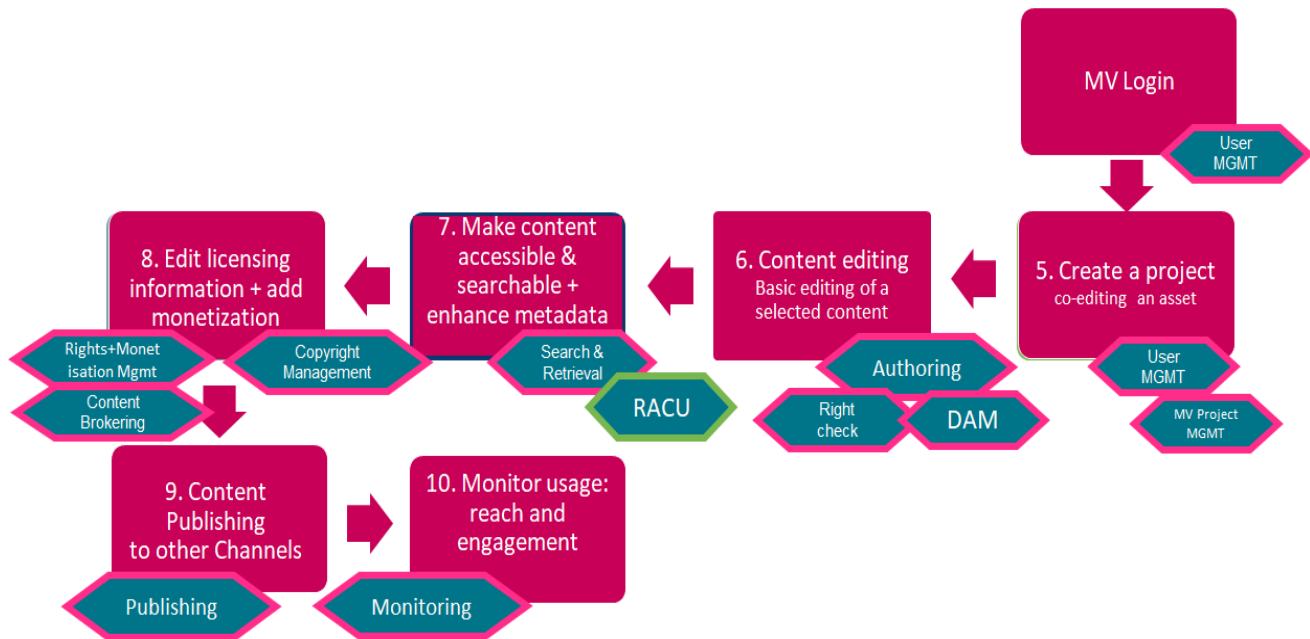 MV Login
User
MGMT
5. Create a project
co-editing an asset
User
MGMT
MV Project
MGMT
6. Content editing
Basic editing of a
selected content
Authoring
Right
check
DAM
7. Make content
accessible &
searchable +
enhance metadata
Search &
Retrieval
RACU
8. Edit licensing
information + add
monetization
Rights+Monet
isation Mgmt
Copyright
Management
Content
Brokering
9. Content
Publishing
to other Channels
Publishing
10. Monitor usage:
reach and
engagement
Monitoring